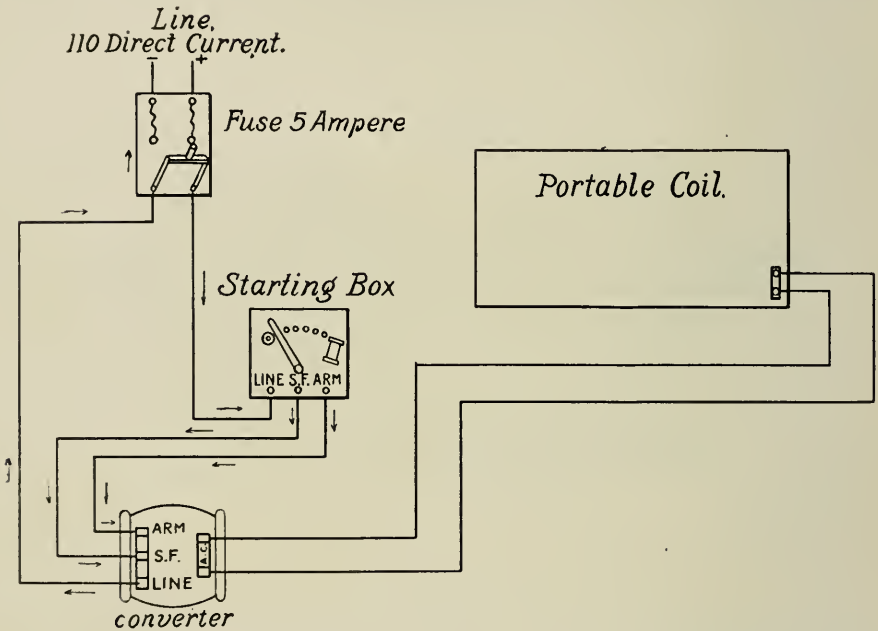 Line,
110 Direct Current.
- +
Fuse 5 Ampere
Portable Coil.
Starting Box
LINE S.F. ARM
ARM
S.F.
A.C.
LINE
converter